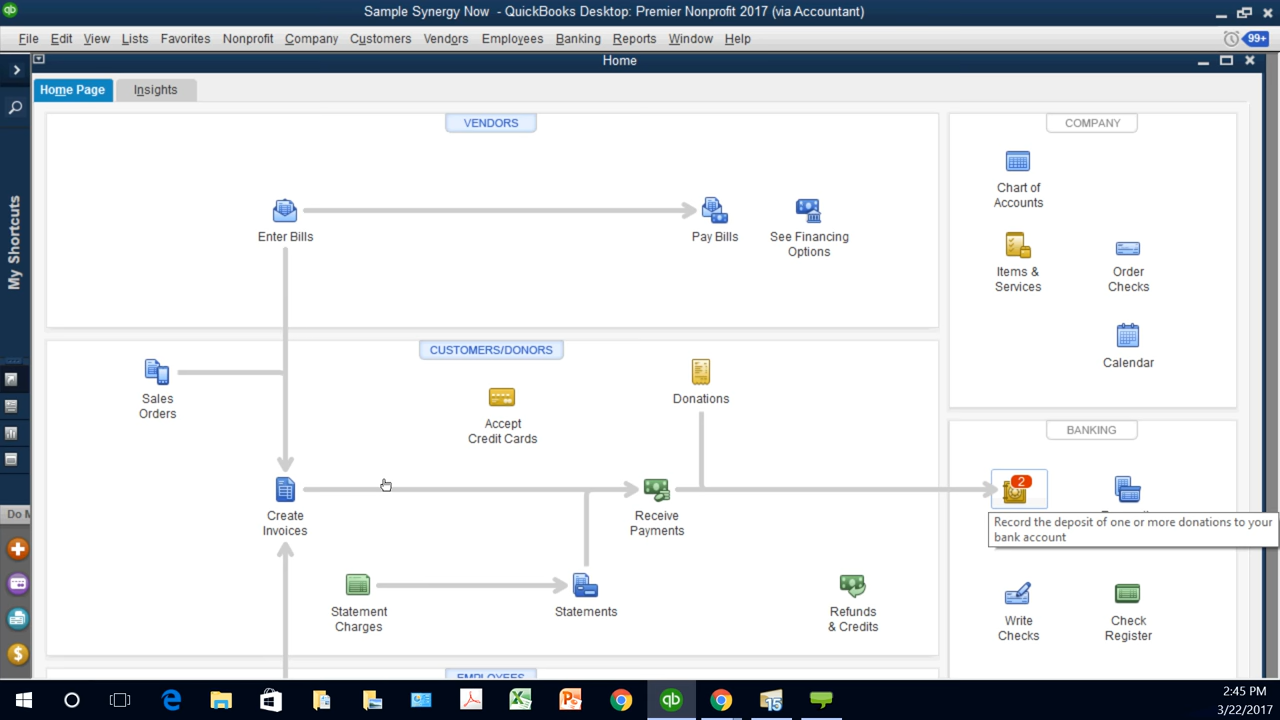 Sample Synergy Now - QuickBooks Desktop: Premier Nonprofit 2017 (via Accountant)
File Edit View Lists Favorites Nonprofit Company Customers Vendors Employees Banking Reports Window Help
99+
Home
Home Page
Insights
My Shortcuts
Do M
VENDORS
Enter Bills
Pay Bills
See Financing
Options
CUSTOMERS/DONORS
Sales
Orders
Accept
Credit Cards
Donations
Create
Invoices
Receive
Payments
Statement
Charges
Statements
Refunds
& Credits
EMPLOYEES
COMPANY
Chart of
Accounts
Items &
Services
Order
Checks
Calendar
BANKING
2
Record the deposit of one or more donations to your
bank account
Write
Checks
Check
Register
qb
15
2:45 PM
3/22/2017